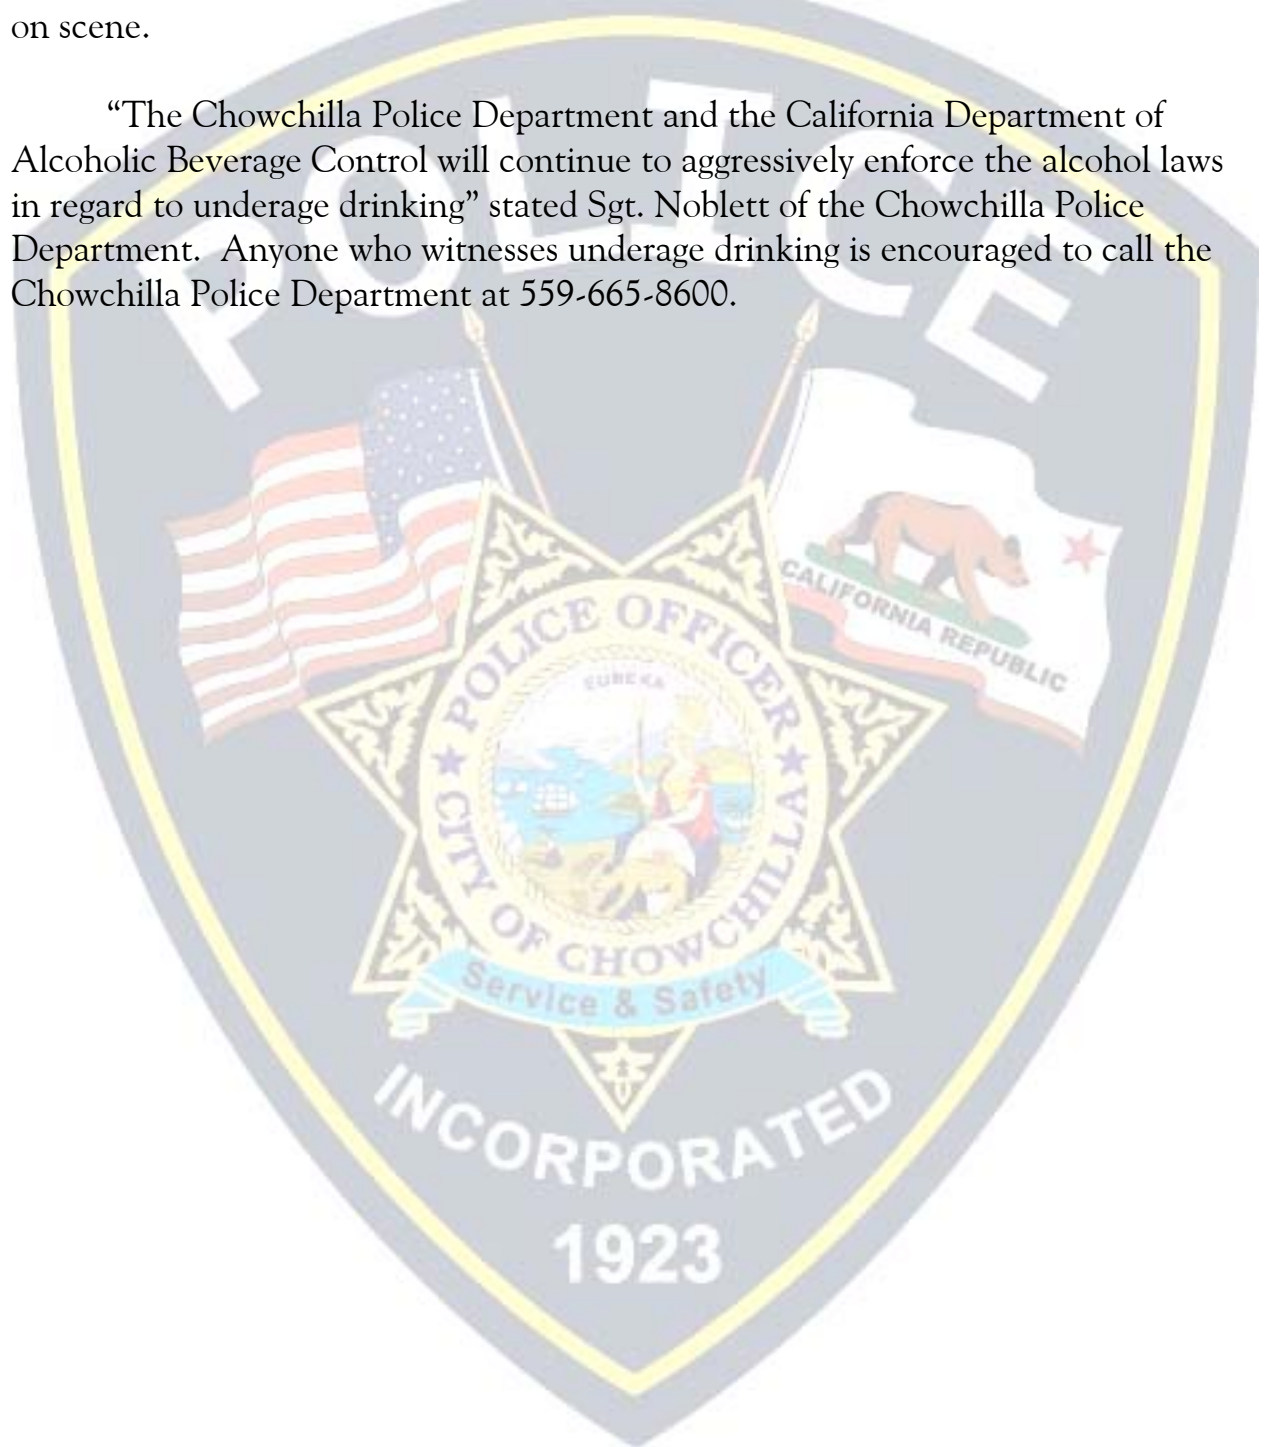 on scene.
“The Chowchilla Police Department and the California Department of
Alcoholic Beverage Control will continue to aggressively enforce the alcohol laws
in regard to underage drinking” stated Sgt. Noblett of the Chowchilla Police
Department.  Anyone who witnesses underage drinking is encouraged to call the
Chowchilla Police Department at 559-665-8600.
POLICE
CALIFORNIA REPUBLIC
POLICE OFFICER
EUREKA
CITY OF CHOWCHILLA
Service & Safety
INCORPORATED
1923